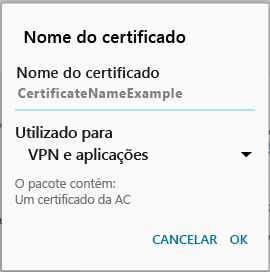 Nome do certificado
Nome do certificado
CertificateNameExample
Utilizado para
VPN e aplicações
O pacote contém:
Um certificado da AC
CANCELAR OK